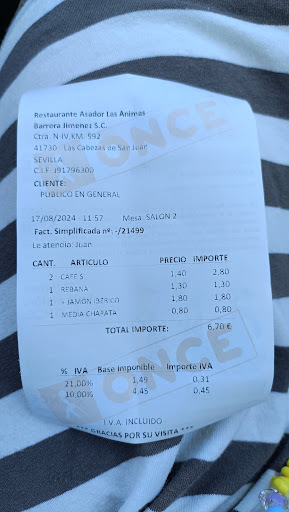 Restaurante Asador Las Animas
Barrera Jimenez S.C.
Ctra. N-IV,KM. 592
41730 - Las Cabezas de San Juan
SEVILLA
C.I.F: J91796300
CLIENTE:
PUBLICO EN GENERAL
17/08/2024 - 11:57 Mesa: SALON 2
Fact. Simplificada nº: -/21499
Le atencio: Juan
CANT. ARTICULO PRECIO IMPORTE
2 CAFE S 1,40 2,80
1 REBANA 1,30 1,30
1 + JAMON IBERICO 1,80 1,80
1 MEDIA CHAPATA 0,80 0,80
TOTAL IMPORTE: 6,70 €
% IVA Base imponible Importe IVA
21,00% 1,49 0,31
10,00% 4,45 0,45
I.V.A. INCLUIDO
*** GRACIAS POR SU VISITA ***
ONCE
ONCE